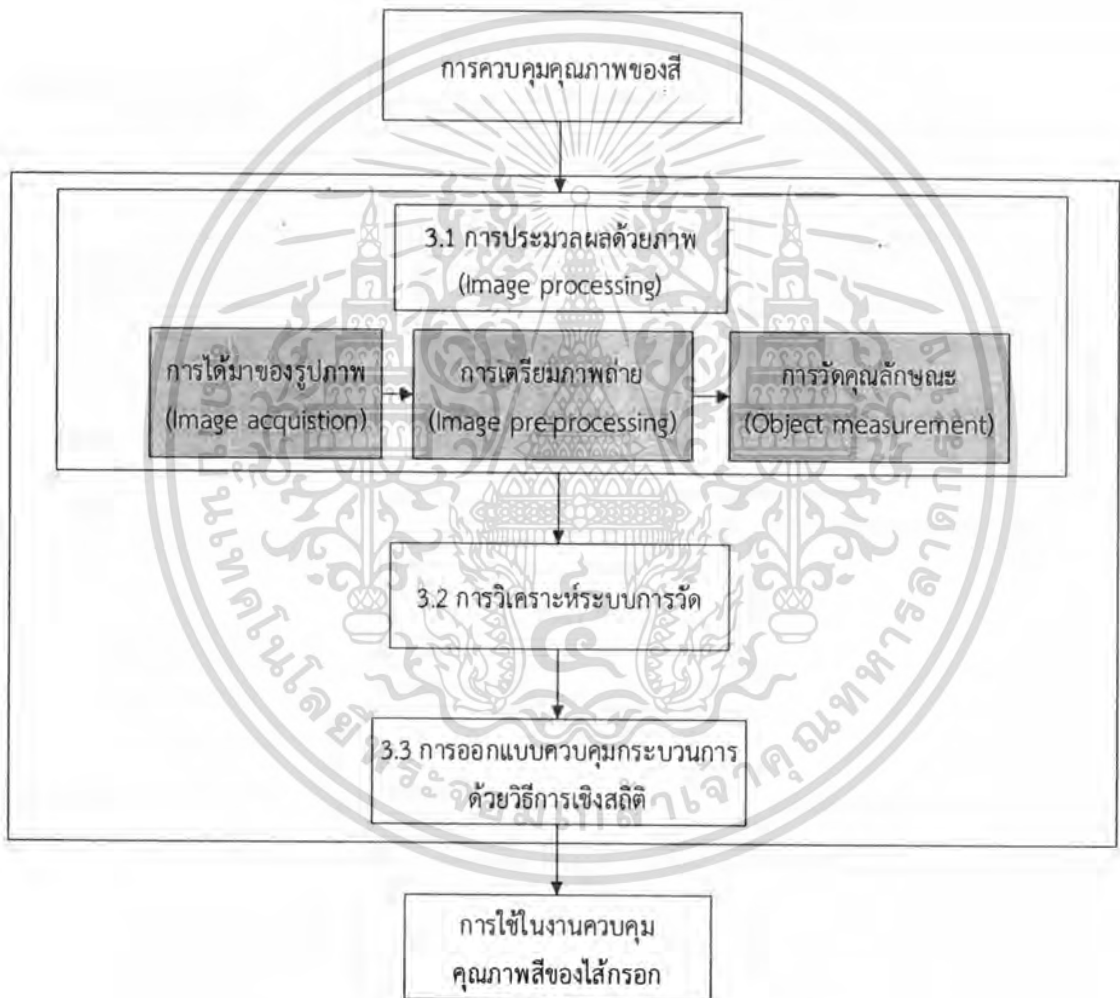 การควบคุมคุณภาพของสี
3.1 การประมวลผลด้วยภาพ
(Image processing)
การได้มาของรูปภาพ
(Image acquistion)
การเตรียมภาพถ่าย
(Image pre-processing)
การวัดคุณลักษณะ
(Object measurement)
3.2 การวิเคราะห์ระบบการวัด
3.3 การออกแบบควบคุมกระบวนการ
ด้วยวิธีการเชิงสถิติ
การใช้ในงานควบคุม
คุณภาพสีของไส้กรอก